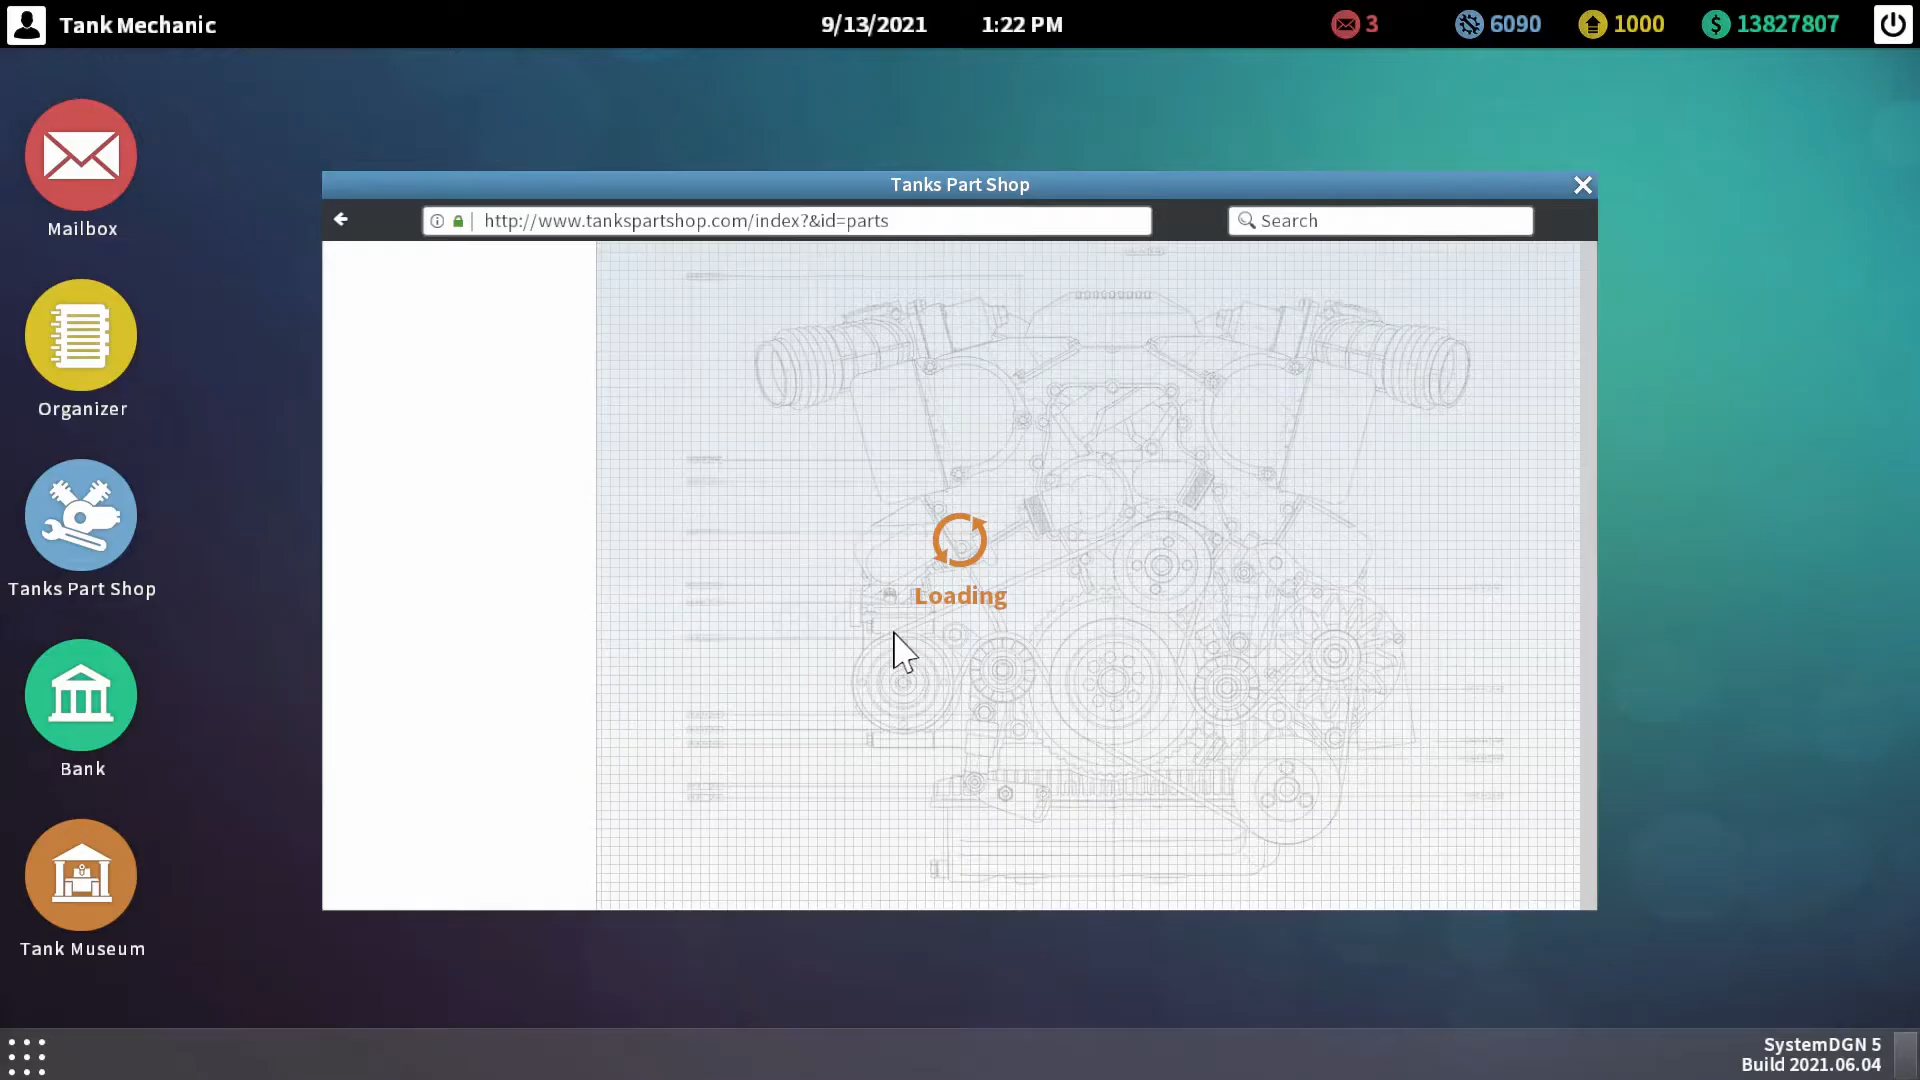 Tank Mechanic
9/13/2021
1:22 PM
3
6090
1000
13827807
Mailbox
Organizer
Tanks Part Shop
Bank
Tank Museum
Tanks Part Shop
http://www.tankspartshop.com/index?&id=parts
Search
Loading
SystemDGN 5
Build 2021.06.04